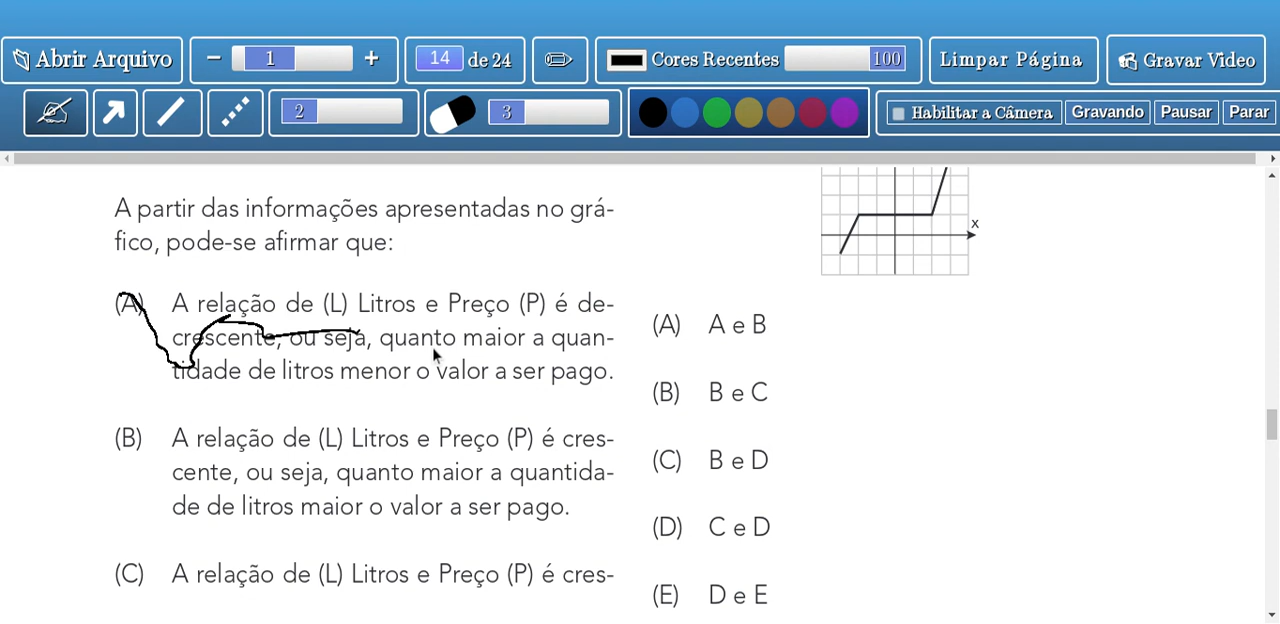 Abrir Arquivo
− 1 +
14 de 24
Cores Recentes 100
Limpar Página
Gravar Video
2
3
Habilitar a Câmera
Gravando
Pausar
Parar
A partir das informações apresentadas no grá-
fico, pode-se afirmar que:
(A) A relação de (L) Litros e Preço (P) é de-
crescente, ou seja, quanto maior a quan-
tidade de litros menor o valor a ser pago.
(B) A relação de (L) Litros e Preço (P) é cres-
cente, ou seja, quanto maior a quantida-
de de litros maior o valor a ser pago.
(C) A relação de (L) Litros e Preço (P) é cres-
x
(A) A e B
(B) B e C
(C) B e D
(D) C e D
(E) D e E